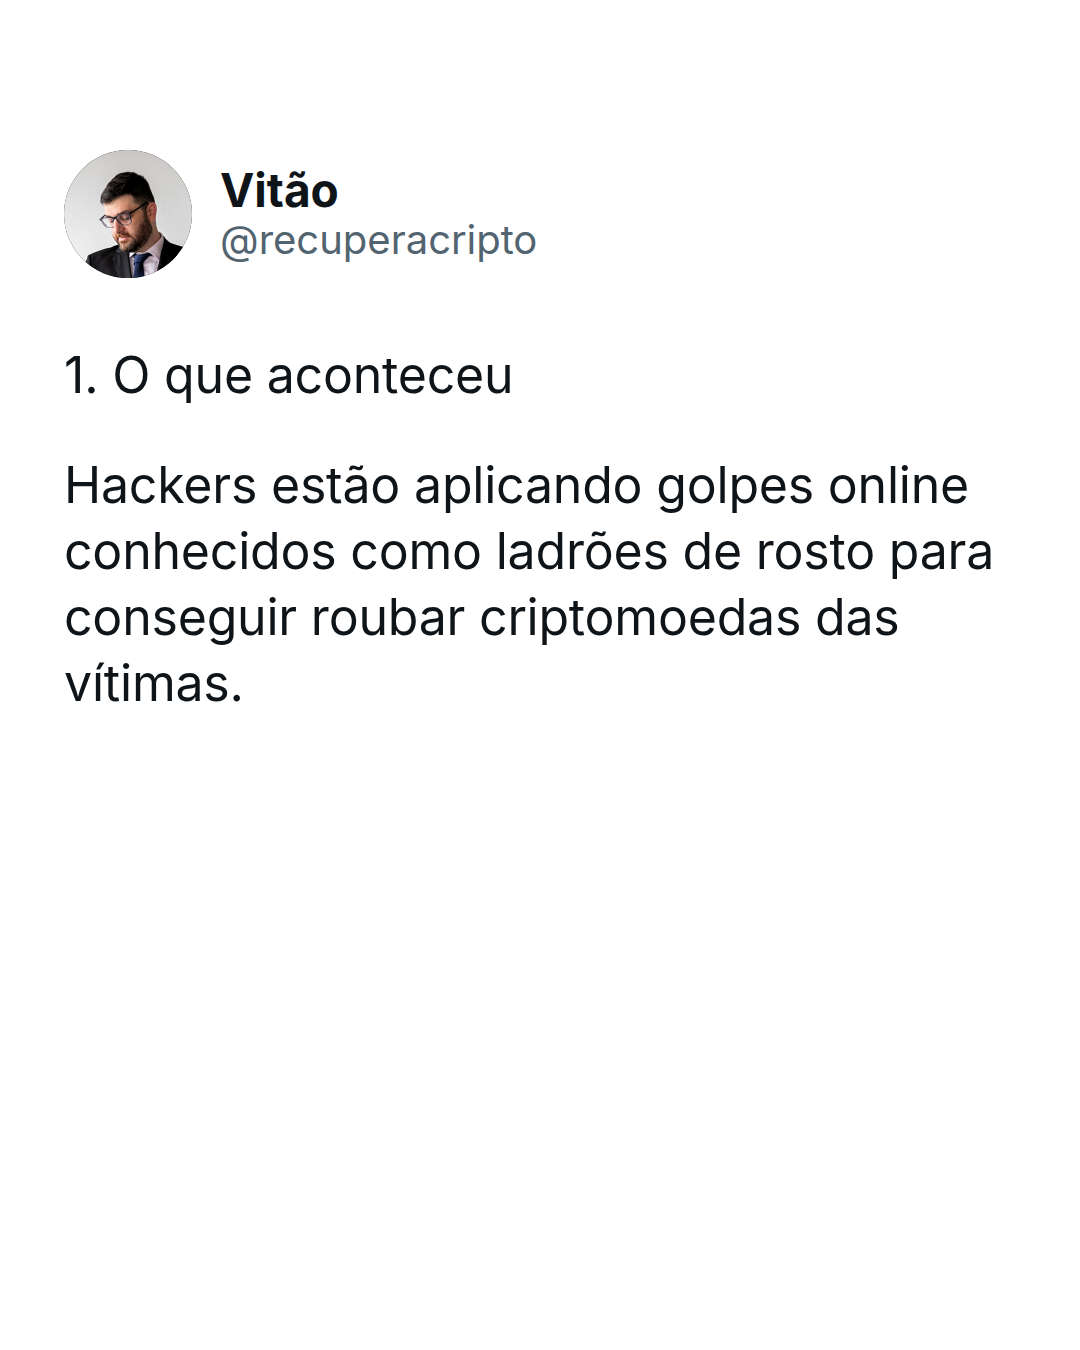 Vitão
@recuperacripto
1. O que aconteceu
Hackers estão aplicando golpes online
conhecidos como ladrões de rosto para
conseguir roubar criptomoedas das
vítimas.